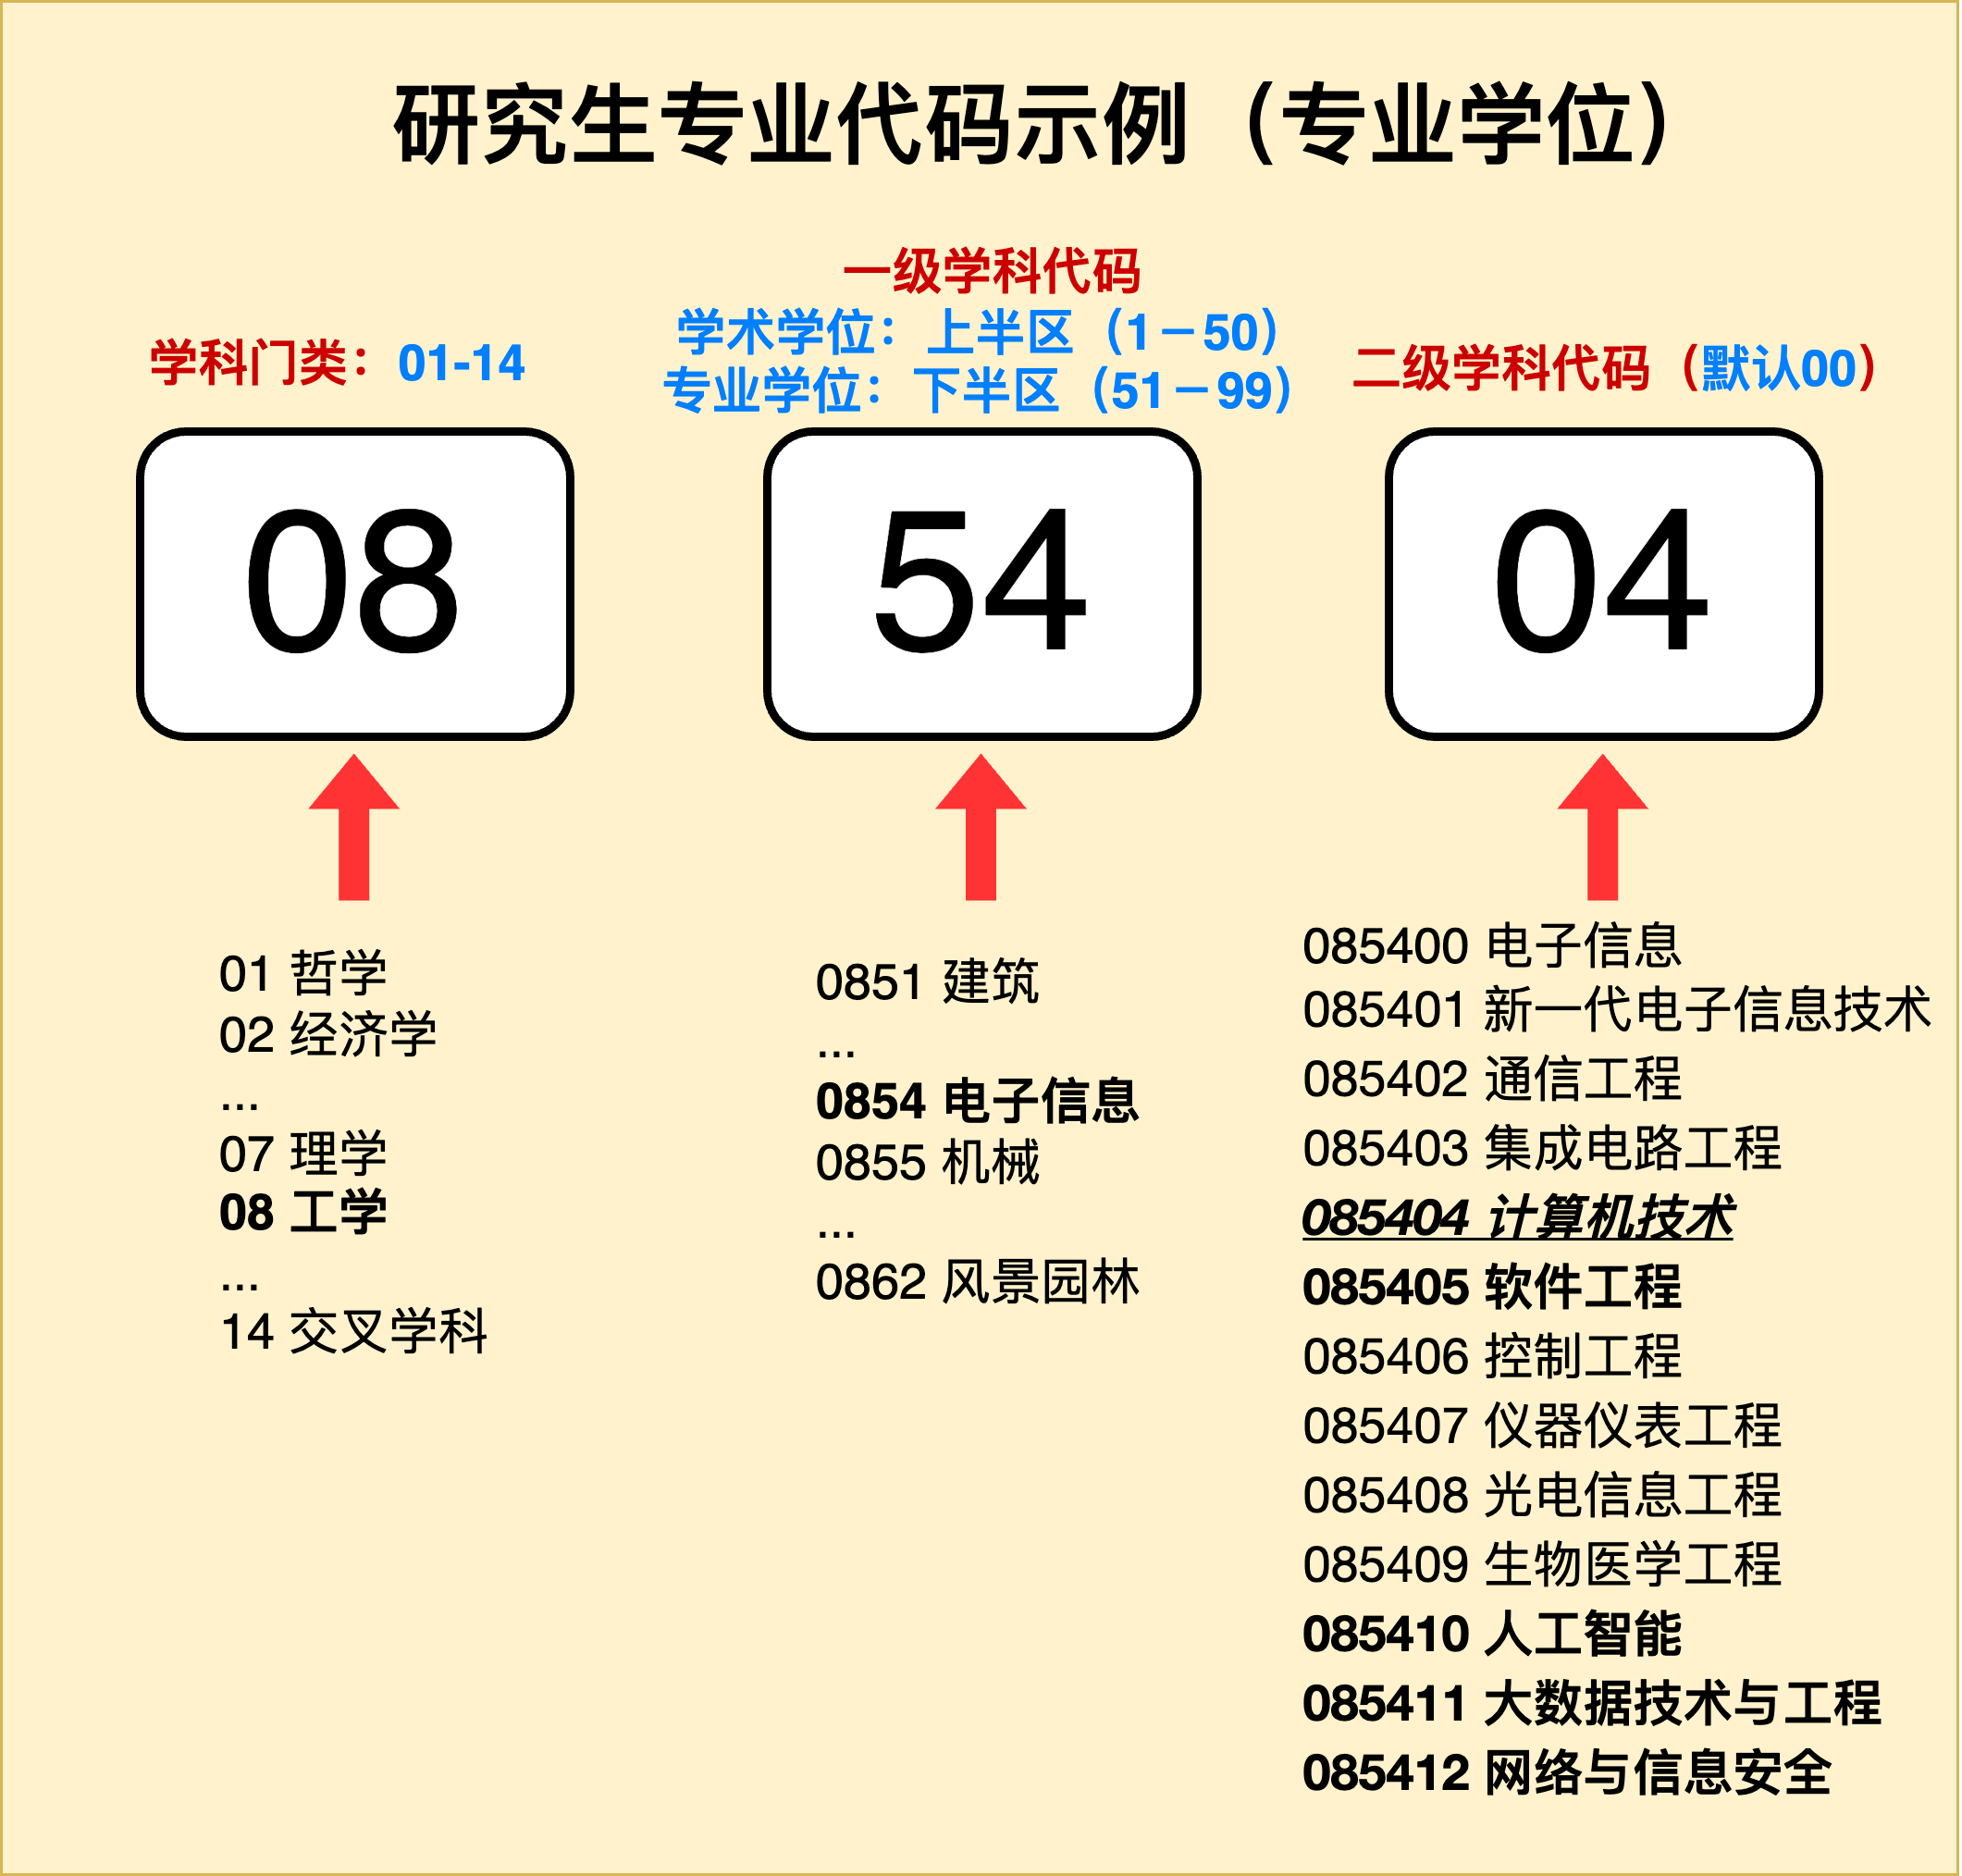 研究生专业代码示例（专业学位）
学科门类：01-14
一级学科代码
学术学位：上半区（1－50）
专业学位：下半区（51－99）
二级学科代码（默认00）
08
54
04
01 哲学
02 经济学
...
07 理学
08 工学
...
14 交叉学科
0851 建筑
...
0854 电子信息
0855 机械
...
0862 风景园林
085400 电子信息
085401 新一代电子信息技术
085402 通信工程
085403 集成电路工程
085404 计算机技术
085405 软件工程
085406 控制工程
085407 仪器仪表工程
085408 光电信息工程
085409 生物医学工程
085410 人工智能
085411 大数据技术与工程
085412 网络与信息安全